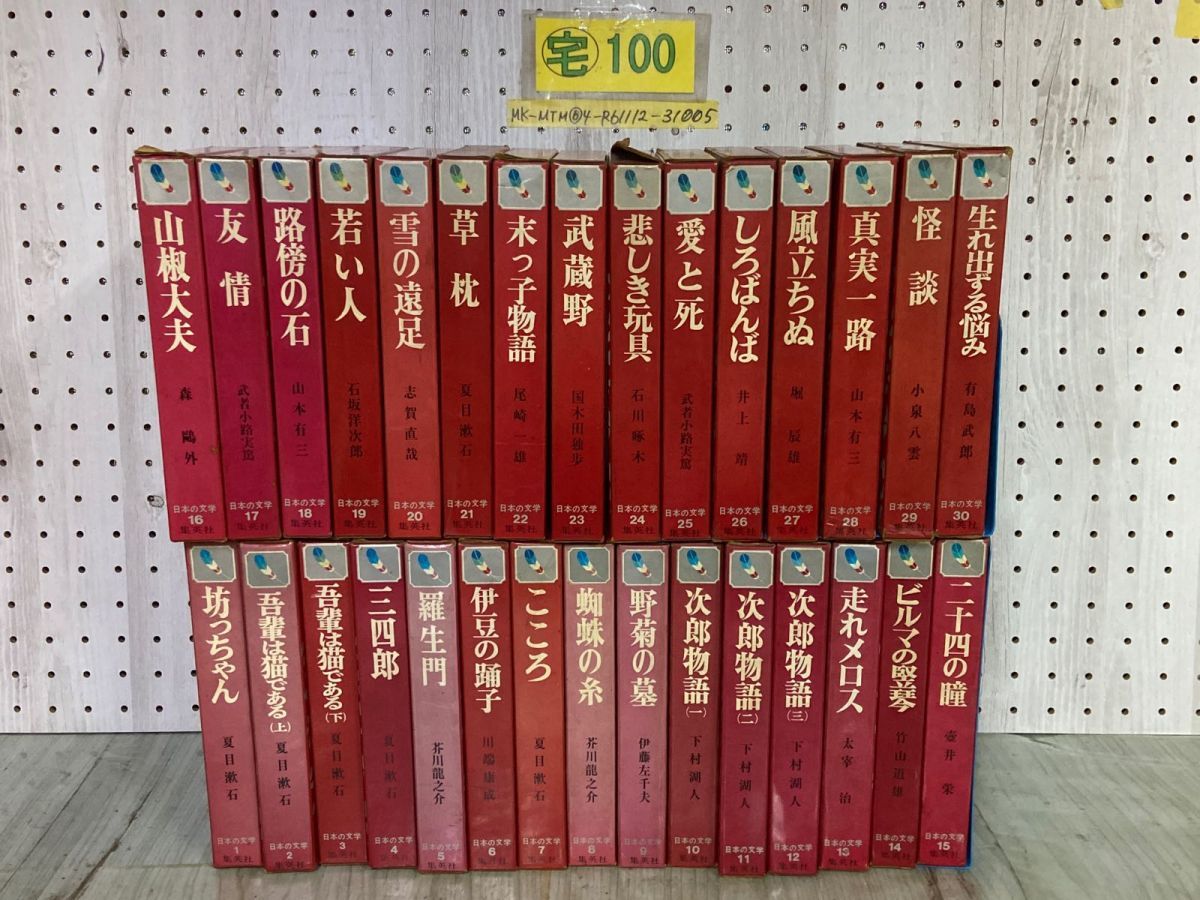 宅 100
MK-MTM⑥4-R61112-31005
山椒大夫
森鷗外
日本の文学
16
集英社
友情
武者小路実篤
日本の文学
17
集英社
路傍の石
山本有三
日本の文学
18
集英社
若い人
石坂洋次郎
日本の文学
19
集英社
雪の遠足
志賀直哉
日本の文学
20
集英社
草枕
夏目漱石
日本の文学
21
集英社
末っ子物語
尾崎一雄
日本の文学
22
集英社
武蔵野
国木田独歩
日本の文学
23
集英社
悲しき玩具
石川啄木
日本の文学
24
集英社
愛と死
武者小路実篤
日本の文学
25
集英社
しろばんば
井上靖
日本の文学
26
集英社
風立ちぬ
堀辰雄
日本の文学
27
集英社
真実一路
山本有三
日本の文学
28
集英社
怪談
小泉八雲
日本の文学
29
集英社
生れ出ずる悩み
有島武郎
日本の文学
30
集英社
坊っちゃん
夏目漱石
日本の文学
1
集英社
吾輩は猫である(上)
夏目漱石
日本の文学
2
集英社
吾輩は猫である(下)
夏目漱石
日本の文学
3
集英社
三四郎
夏目漱石
日本の文学
4
集英社
羅生門
芥川龍之介
日本の文学
5
集英社
伊豆の踊子
川端康成
日本の文学
6
集英社
こころ
夏目漱石
日本の文学
7
集英社
蜘蛛の糸
芥川龍之介
日本の文学
8
集英社
野菊の墓
伊藤左千夫
日本の文学
9
集英社
次郎物語(一)
下村湖人
日本の文学
10
集英社
次郎物語(二)
下村湖人
日本の文学
11
集英社
次郎物語(三)
下村湖人
日本の文学
12
集英社
走れメロス
太宰治
日本の文学
13
集英社
ビルマの竪琴
竹山道雄
日本の文学
14
集英社
二十四の瞳
壺井栄
日本の文学
15
集英社